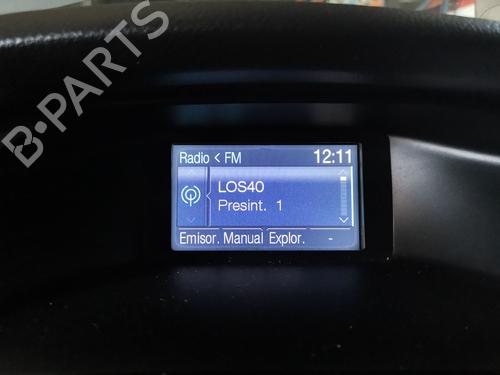 B-PARTS
Radio < FM 12:11
LOS40
Presint. 1
Emisor. Manual Explor. -